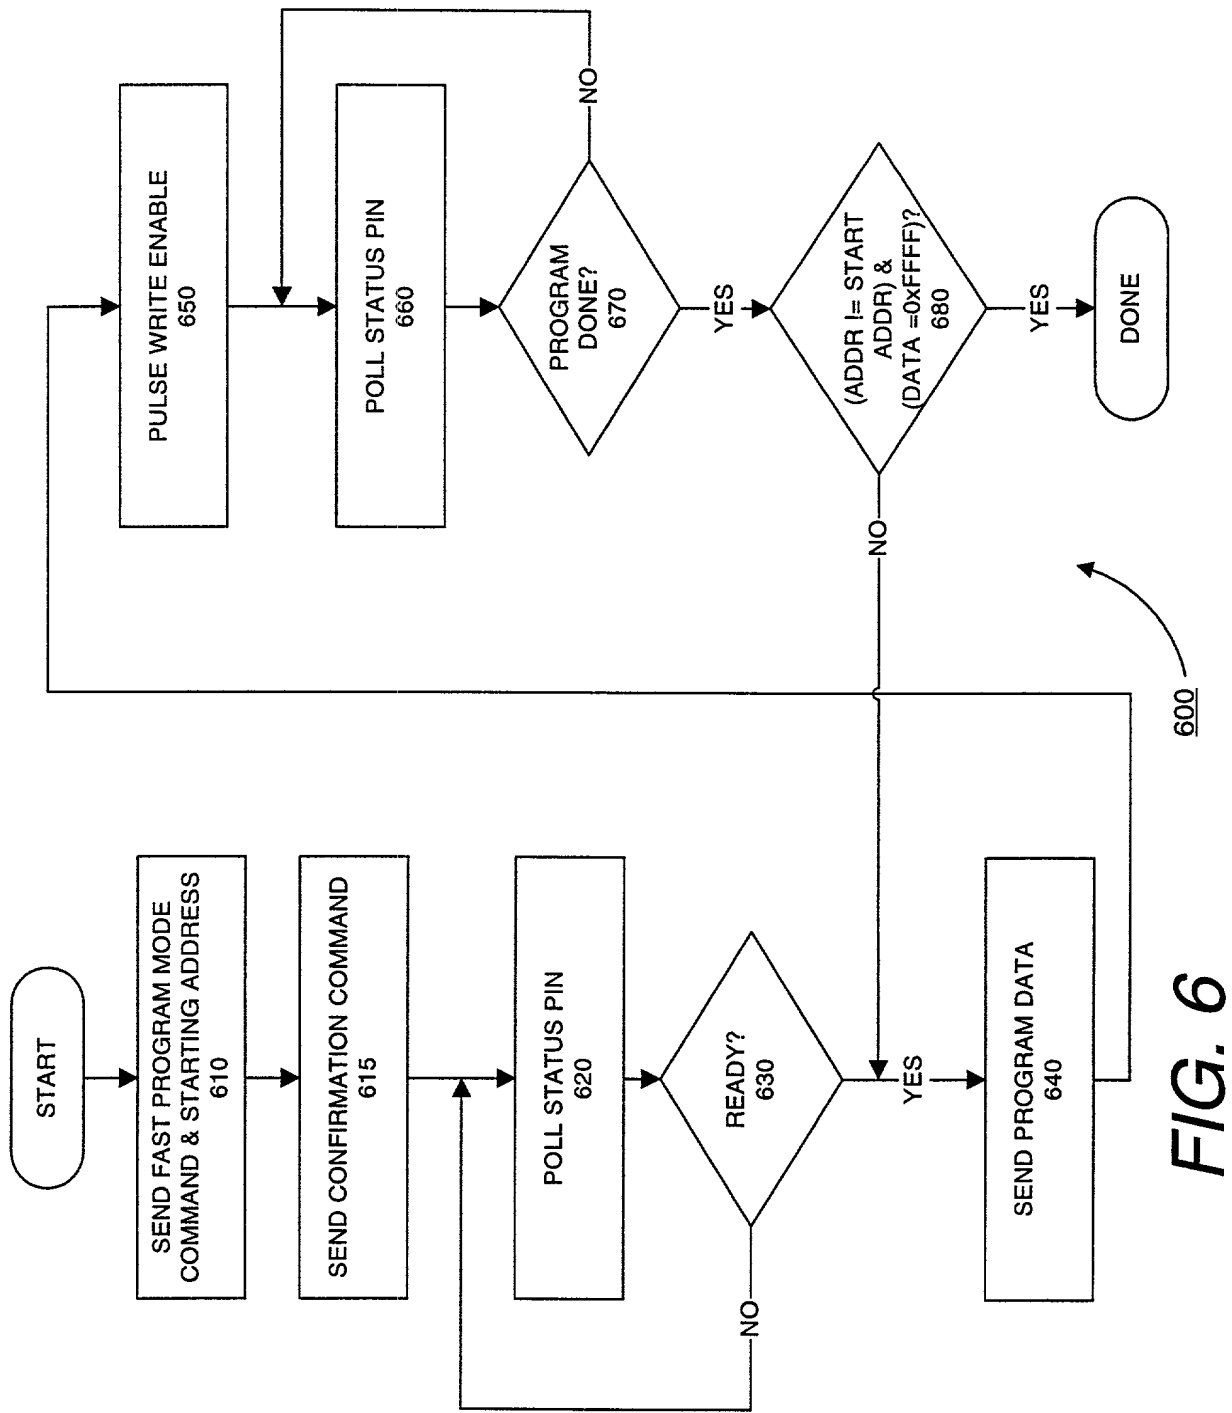 START
SEND FAST PROGRAM MODE
COMMAND & STARTING ADDRESS
610
SEND CONFIRMATION COMMAND
615
POLL STATUS PIN
620
READY?
630
NO
YES
SEND PROGRAM DATA
640
PULSE WRITE ENABLE
650
POLL STATUS PIN
660
PROGRAM
DONE?
670
NO
YES
(ADDR != START
ADDR) &
(DATA =0xFFFF)?
680
NO
YES
DONE
600
FIG. 6